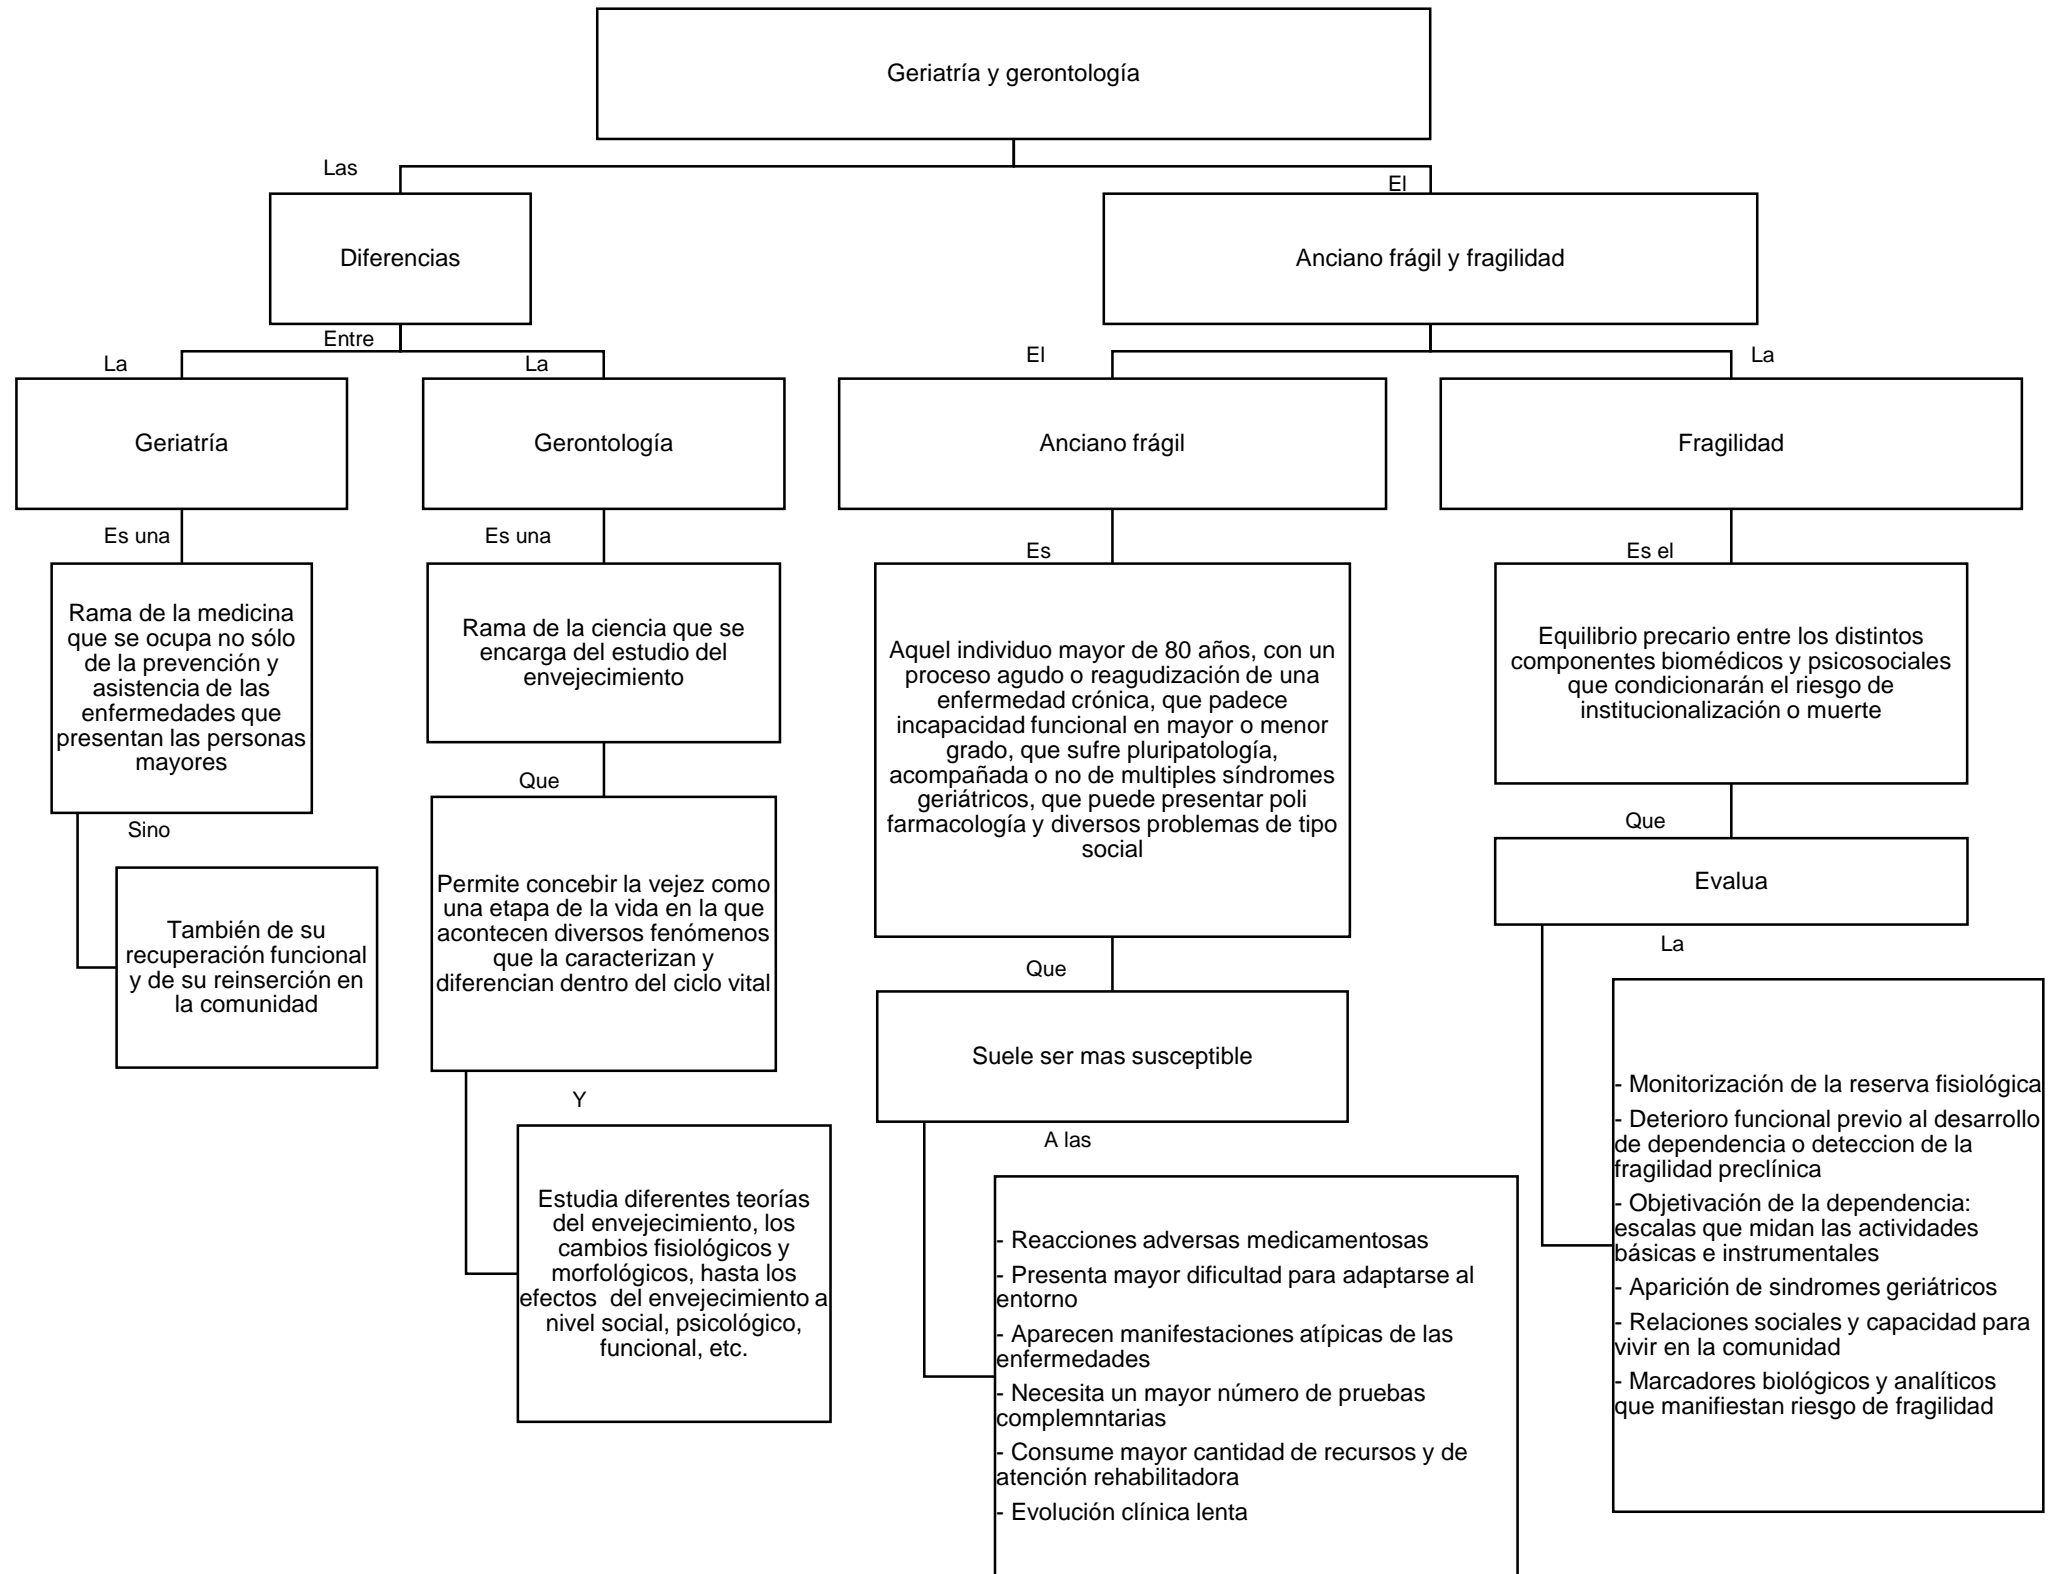 Geriatría y gerontología
Las
El
Diferencias
Anciano frágil y fragilidad
Entre
La
La
El
La
Geriatría
Gerontología
Anciano frágil
Fragilidad
Es una
Es una
Es
Es el
Rama de la medicina
que se ocupa no sólo
de la prevención y
asistencia de las
enfermedades que
presentan las personas
mayores
Sino
También de su
recuperación funcional
y de su reinserción en
la comunidad
Rama de la ciencia que se
encarga del estudio del
envejecimiento
Que
Permite concebir la vejez como
una etapa de la vida en la que
acontecen diversos fenómenos
que la caracterizan y
diferencian dentro del ciclo vital
Y
Estudia diferentes teorías
del envejecimiento, los
cambios fisiológicos y
morfológicos, hasta los
efectos  del envejecimiento a
nivel social, psicológico,
funcional, etc.
Aquel individuo mayor de 80 años, con un
proceso agudo o reagudización de una
enfermedad crónica, que padece
incapacidad funcional en mayor o menor
grado, que sufre pluripatología,
acompañada o no de multiples síndromes
geriátricos, que puede presentar poli
farmacología y diversos problemas de tipo
social
Que
Suele ser mas susceptible
A las
- Reacciones adversas medicamentosas
- Presenta mayor dificultad para adaptarse al
entorno
- Aparecen manifestaciones atípicas de las
enfermedades
- Necesita un mayor número de pruebas
complemntarias
- Consume mayor cantidad de recursos y de
atención rehabilitadora
- Evolución clínica lenta
Equilibrio precario entre los distintos
componentes biomédicos y psicosociales
que condicionarán el riesgo de
institucionalización o muerte
Que
Evalua
La
- Monitorización de la reserva fisiológica
- Deterioro funcional previo al desarrollo
de dependencia o deteccion de la
fragilidad preclínica
- Objetivación de la dependencia:
escalas que midan las actividades
básicas e instrumentales
- Aparición de sindromes geriátricos
- Relaciones sociales y capacidad para
vivir en la comunidad
- Marcadores biológicos y analíticos
que manifiestan riesgo de fragilidad